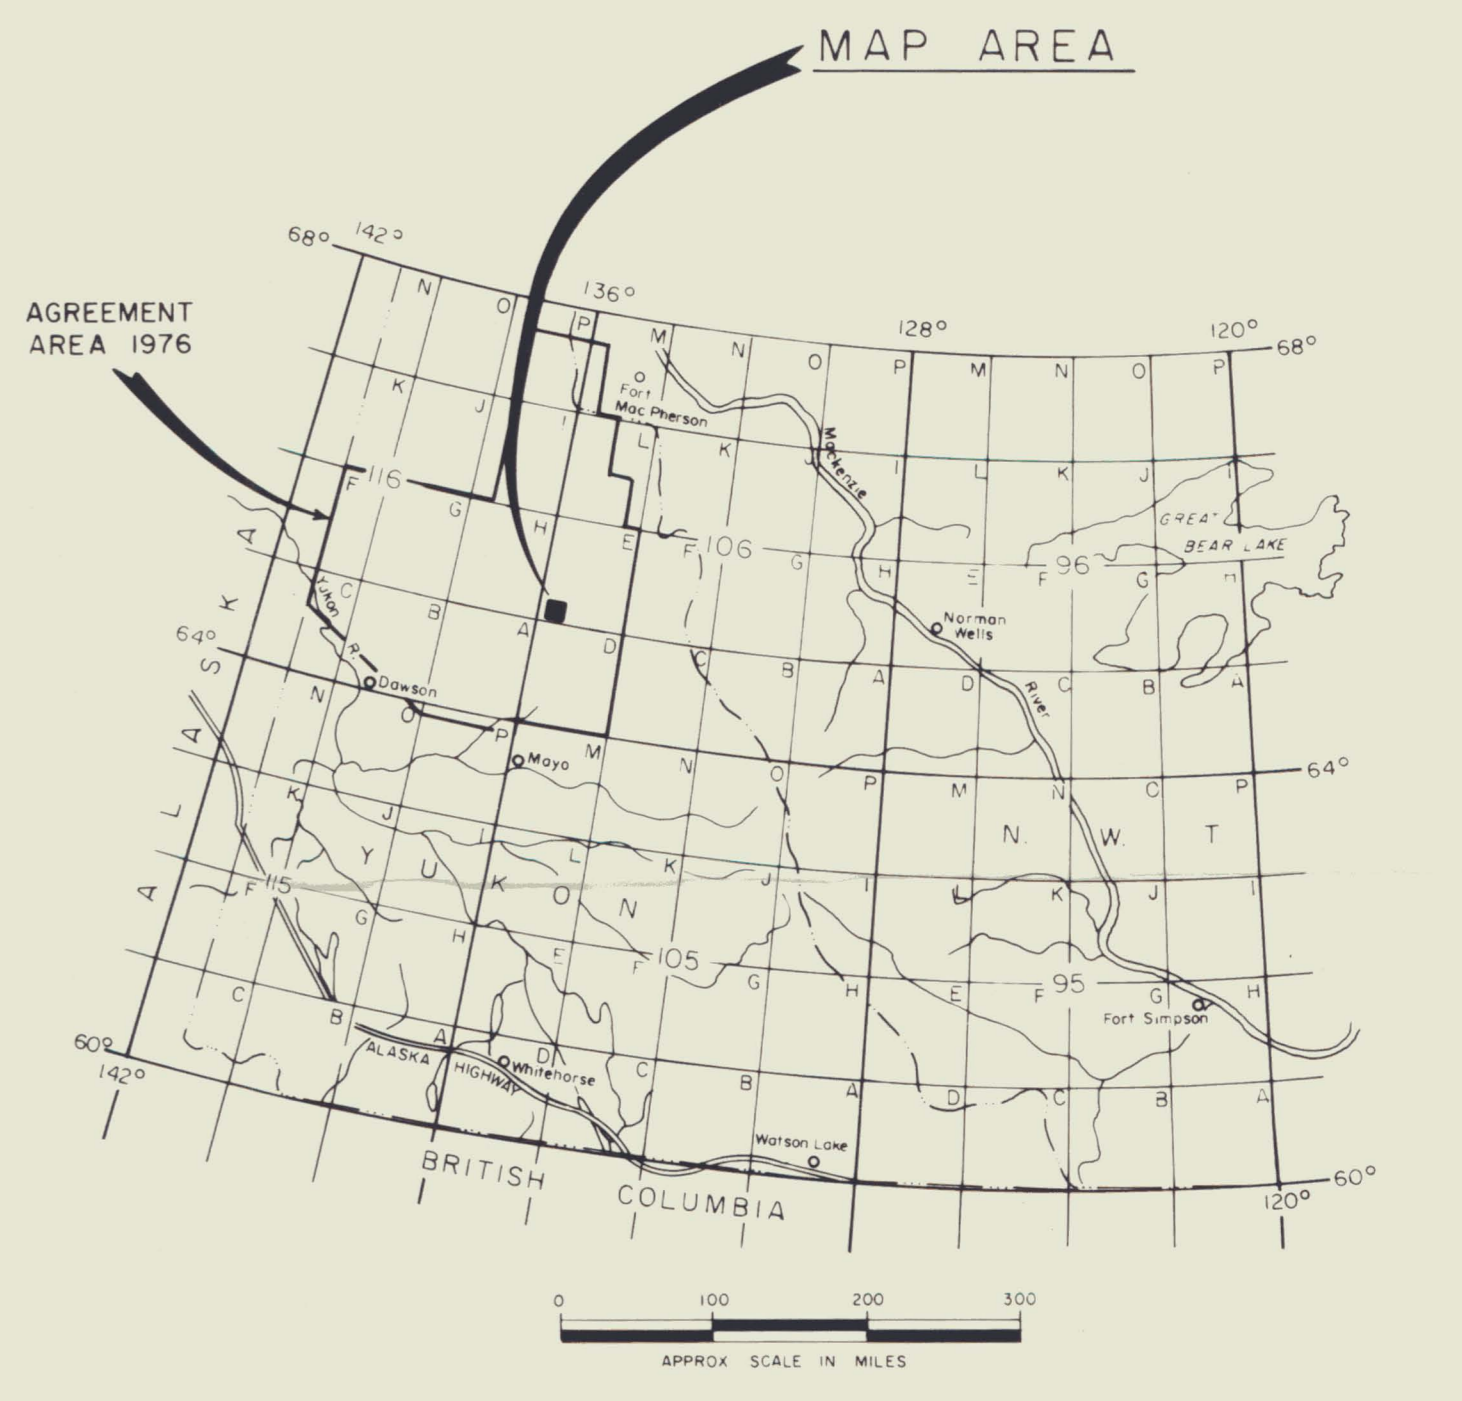 MAP AREA
68° 142°
136°
AGREEMENT
AREA 1976
128°
120°
68°
N
O
P
M
N
O
P
M
N
O
P
Fort
Mac Pherson
K
J
I
L
K
J
I
L
K
J
I
Mackenzie
F
116
G
H
E
F
106
G
H
E
F
96
G
H
GREAT
BEAR LAKE
A
L
A
S
K
A
Yukon
R.
C
B
A
D
C
B
A
D
C
B
A
Norman
Wells
River
64°
Dawson
N
O
P
M
N
O
P
M
N
O
P
64°
Mayo
K
J
I
L
K
J
I
L
K
J
I
Y U K O N
N. W. T
F
115
G
H
E
F
105
G
H
E
F
95
G
H
Fort Simpson
C
B
A
D
C
B
A
D
C
B
A
60°
142°
ALASKA
HIGHWAY
Whitehorse
Watson Lake
BRITISH
COLUMBIA
60°
120°
0 100 200 300
APPROX SCALE IN MILES